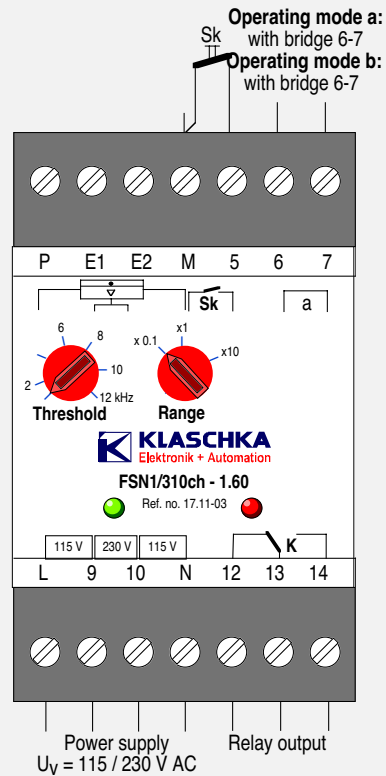 Operating mode a:
Sk with bridge 6-7
Operating mode b:
with bridge 6-7
P E1 E2 M 5 6 7
Sk a
6 8 x1
x 0.1 x10
2 10
12 kHz
Threshold Range
K KLASCHKA
Elektronik + Automation
FSN1/310ch - 1.60
Ref. no. 17.11-03
115 V 230 V 115 V K
L 9 10 N 12 13 14
Power supply Relay output
UV = 115 / 230 V AC